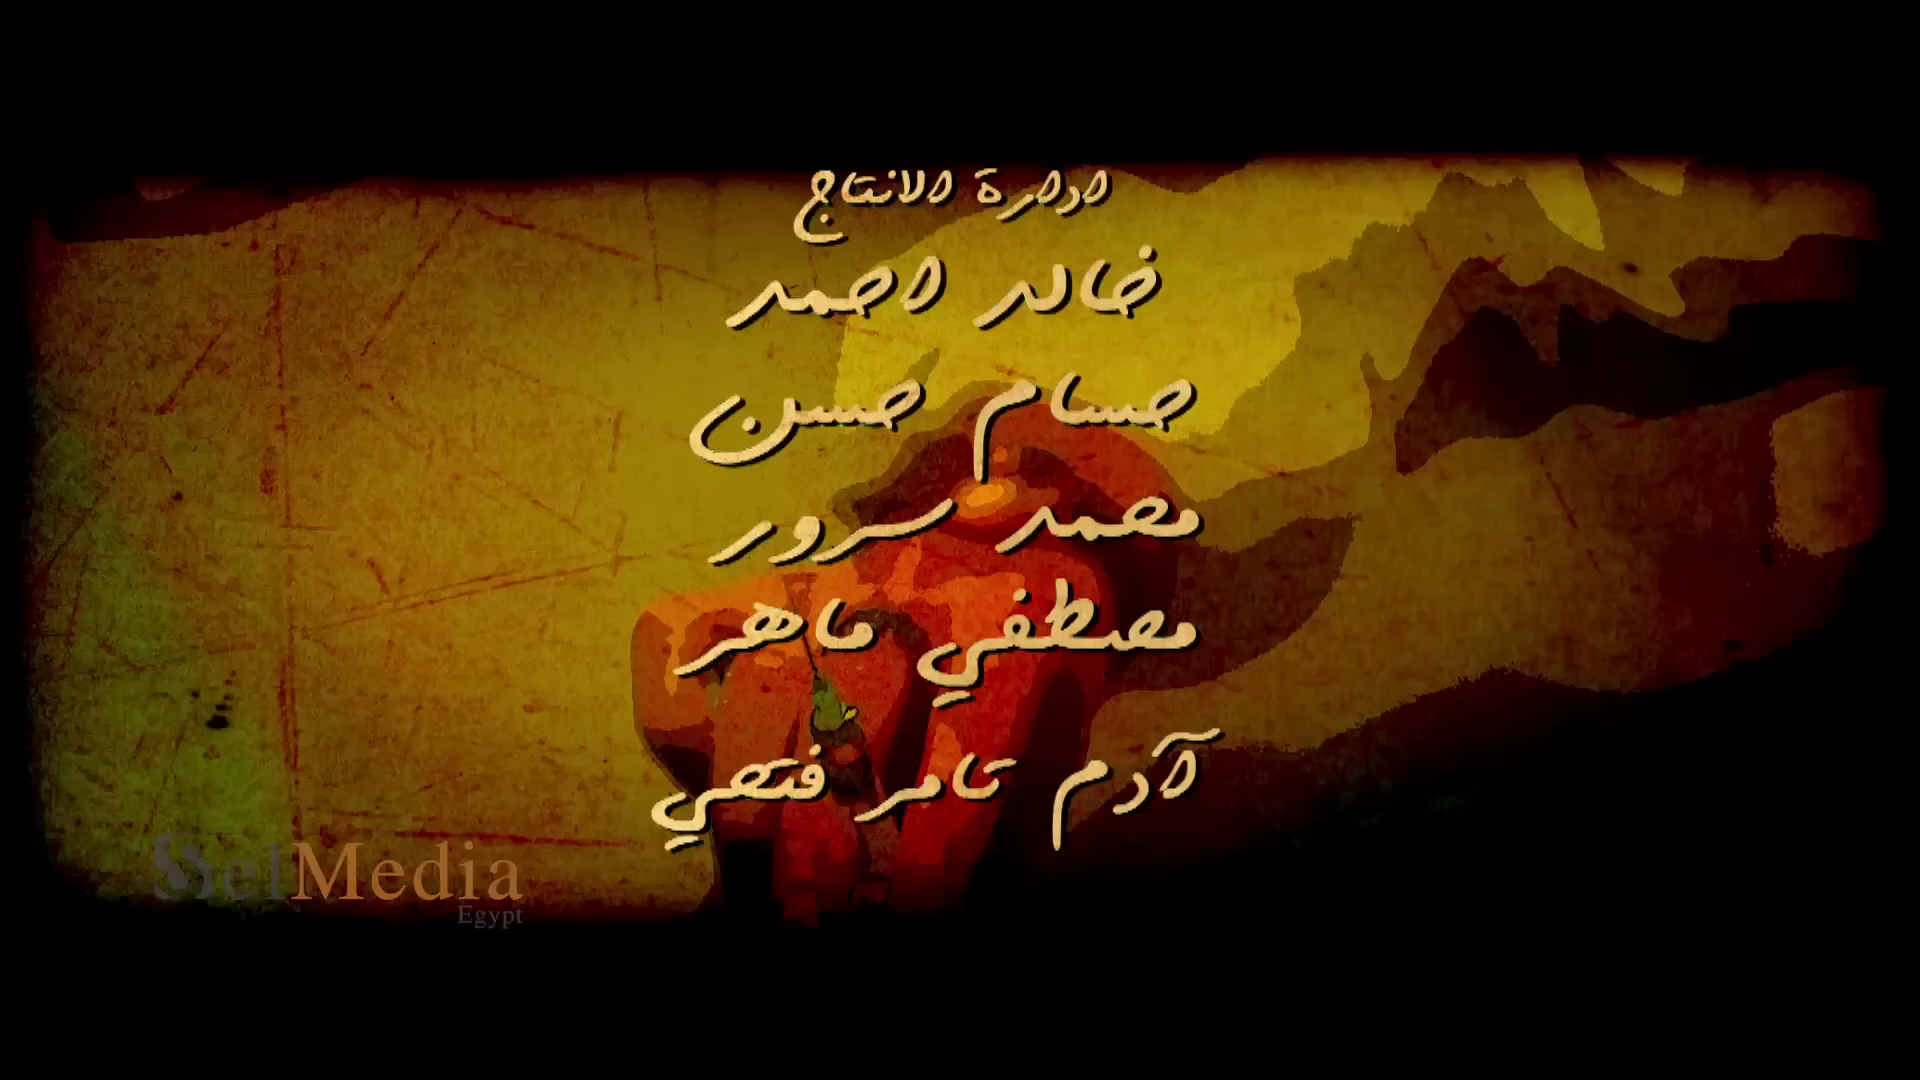 ادارة الانتاج
خالد احمد
حسام حسن
محمد سرور
مصطفي ماهر
آدم تامر فتحي
SelMedia
Egypt